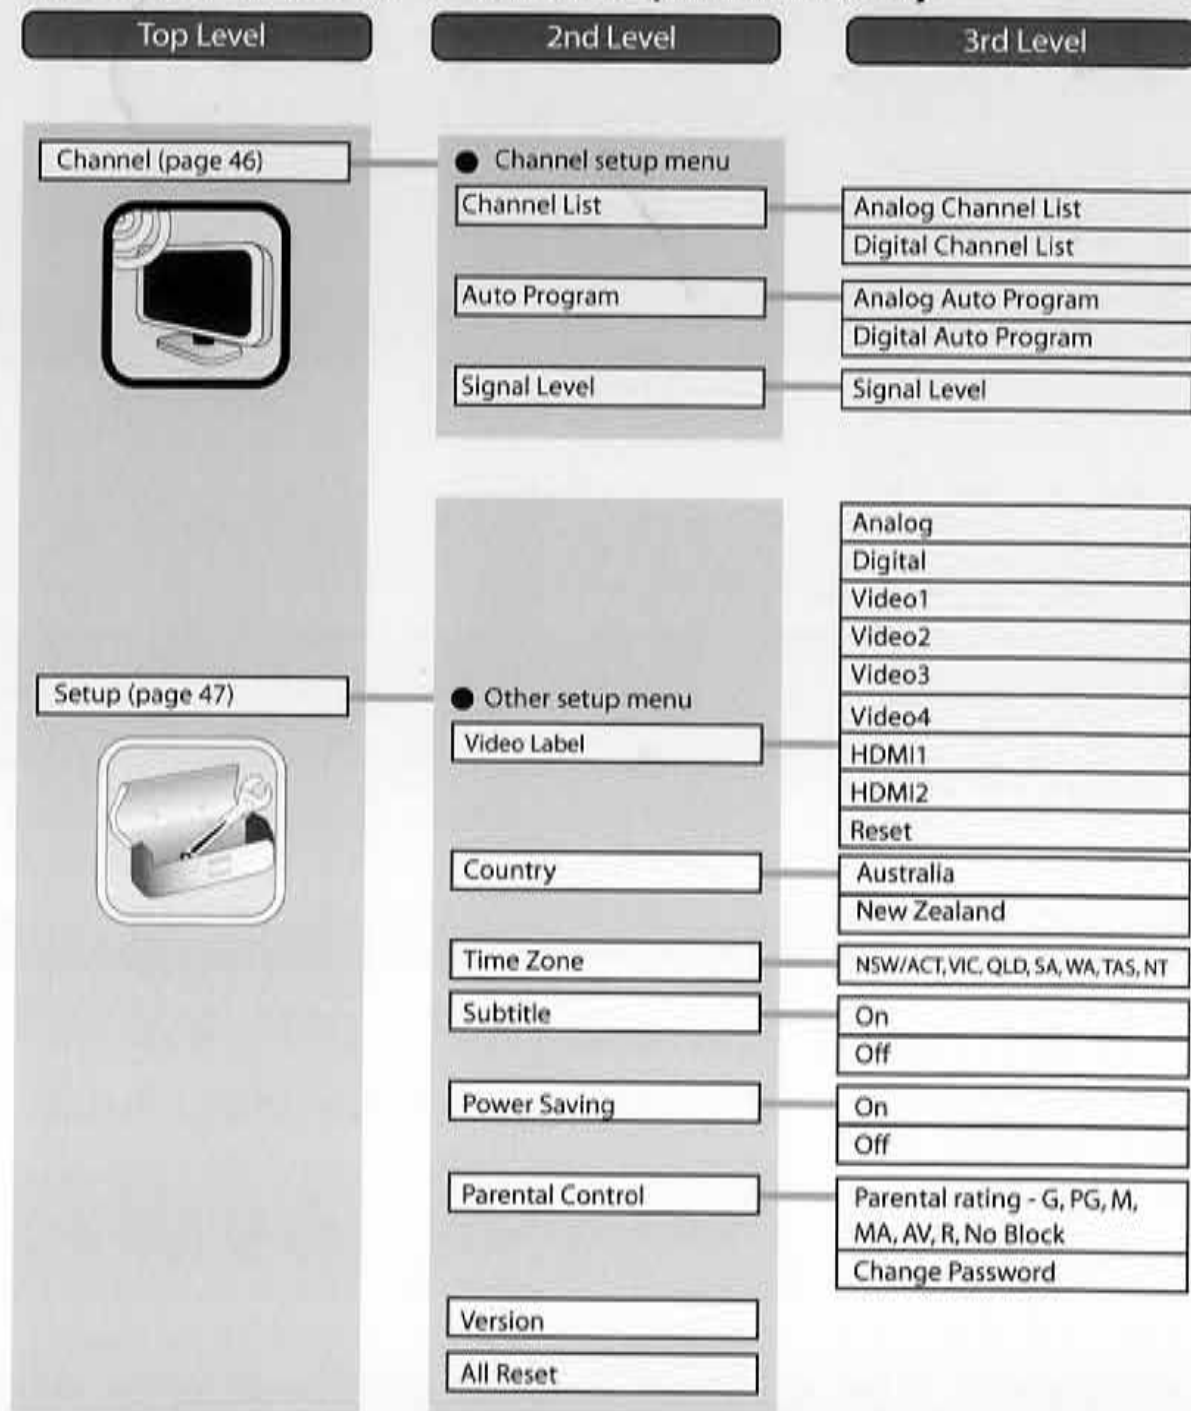 Top Level
2nd Level
3rd Level
Channel (page 46)
● Channel setup menu
Channel List
Analog Channel List
Digital Channel List
Auto Program
Analog Auto Program
Digital Auto Program
Signal Level
Signal Level
Setup (page 47)
● Other setup menu
Video Label
Analog
Digital
Video1
Video2
Video3
Video4
HDMI1
HDMI2
Reset
Country
Australia
New Zealand
Time Zone
NSW/ACT, VIC, QLD, SA, WA, TAS, NT
Subtitle
On
Off
Power Saving
On
Off
Parental Control
Parental rating - G, PG, M,
MA, AV, R, No Block
Change Password
Version
All Reset